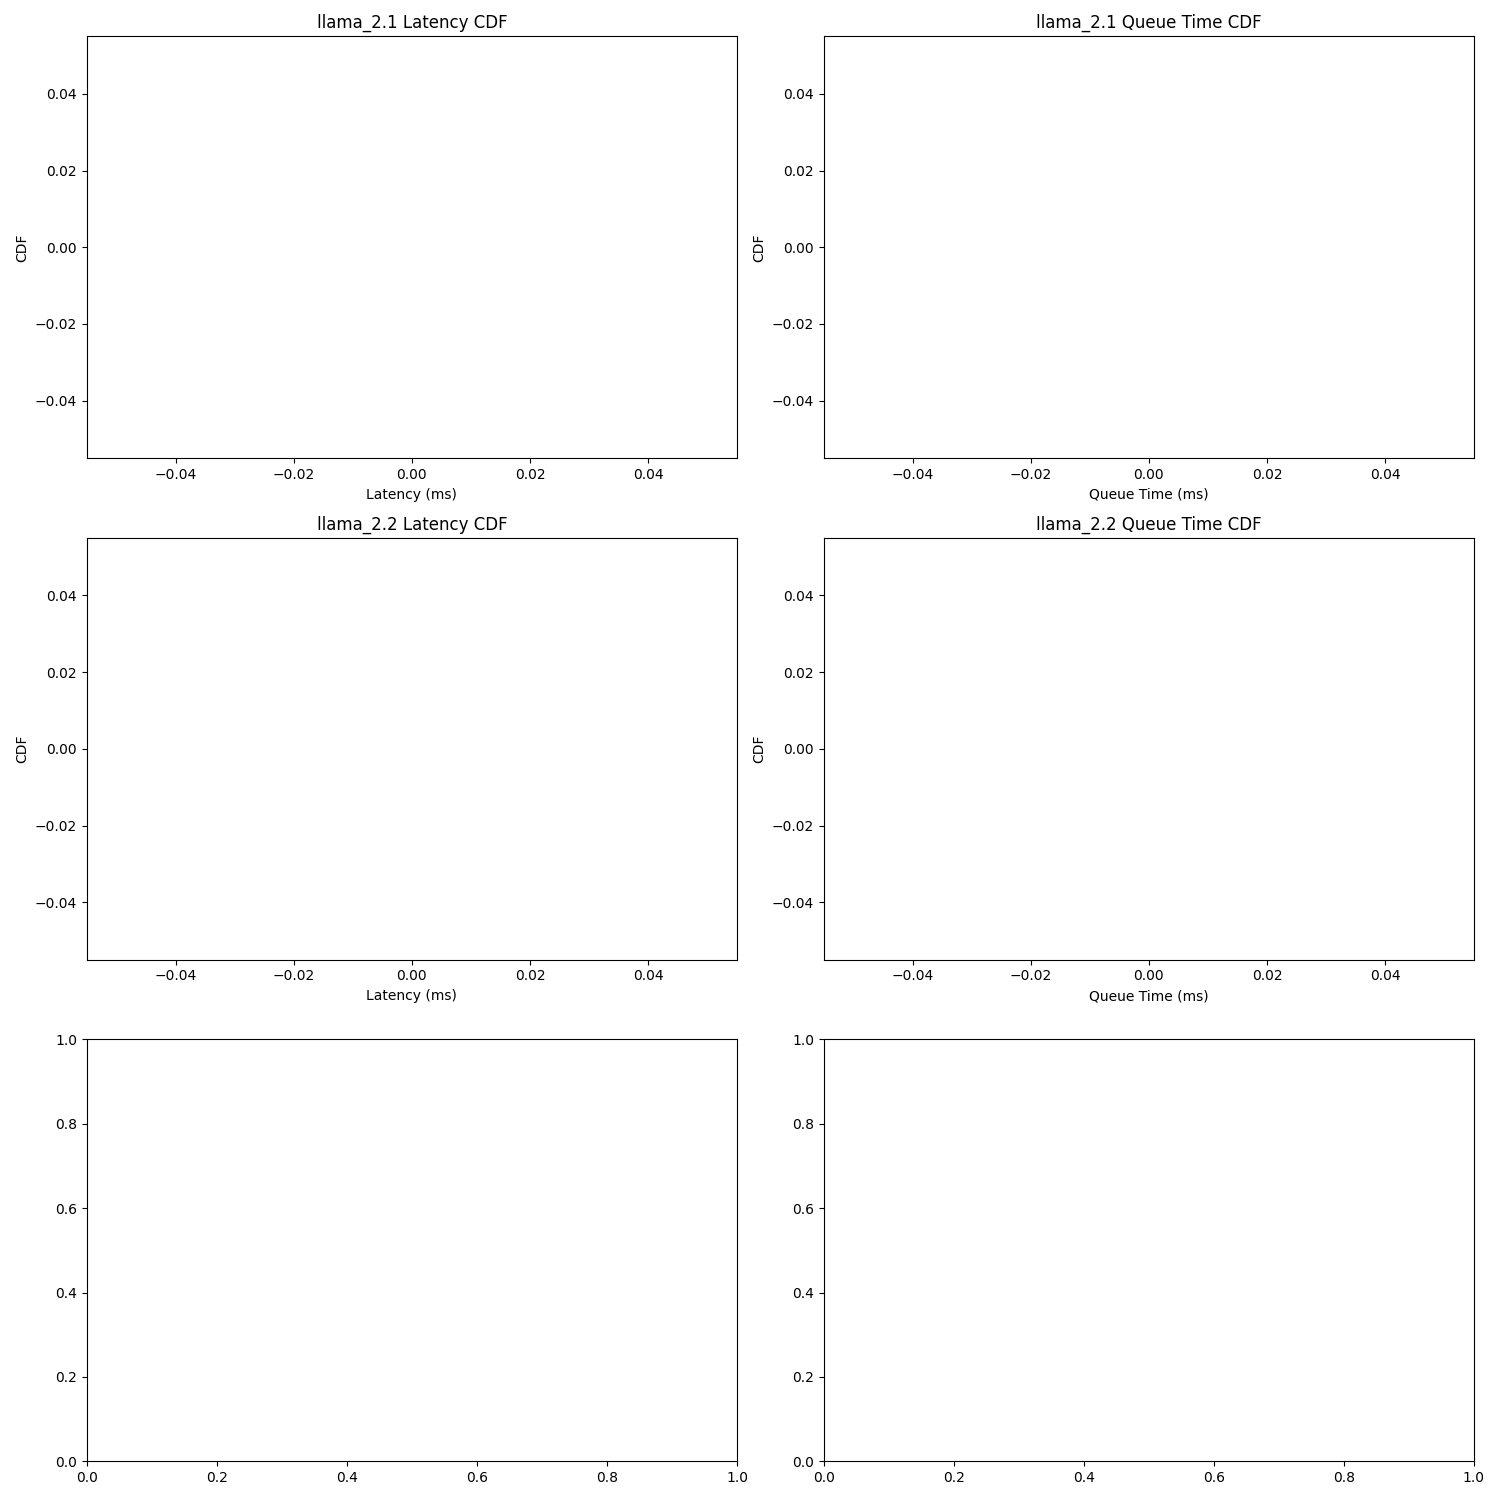 llama_2.1 Latency CDF
CDF
0.04
0.02
0.00
−0.02
−0.04
−0.04 −0.02 0.00 0.02 0.04
Latency (ms)
llama_2.1 Queue Time CDF
CDF
0.04
0.02
0.00
−0.02
−0.04
−0.04 −0.02 0.00 0.02 0.04
Queue Time (ms)
llama_2.2 Latency CDF
CDF
0.04
0.02
0.00
−0.02
−0.04
−0.04 −0.02 0.00 0.02 0.04
Latency (ms)
llama_2.2 Queue Time CDF
CDF
0.04
0.02
0.00
−0.02
−0.04
−0.04 −0.02 0.00 0.02 0.04
Queue Time (ms)
1.0
0.8
0.6
0.4
0.2
0.0
0.0 0.2 0.4 0.6 0.8 1.0
1.0
0.8
0.6
0.4
0.2
0.0
0.0 0.2 0.4 0.6 0.8 1.0